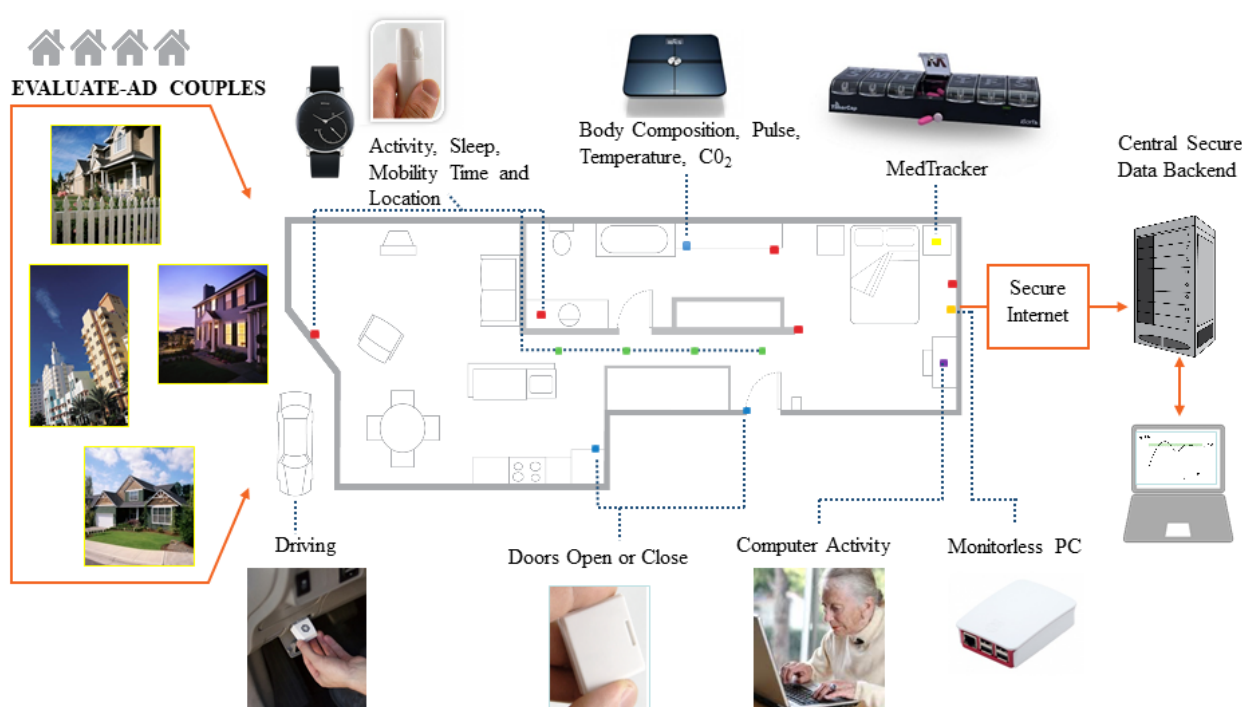 EVALUATE-AD COUPLES
Activity, Sleep,
Mobility Time and
Location
Body Composition, Pulse,
Temperature, C0₂
MedTracker
Central Secure
Data Backend
Secure
Internet
Driving
Doors Open or Close
Computer Activity
Monitorless PC